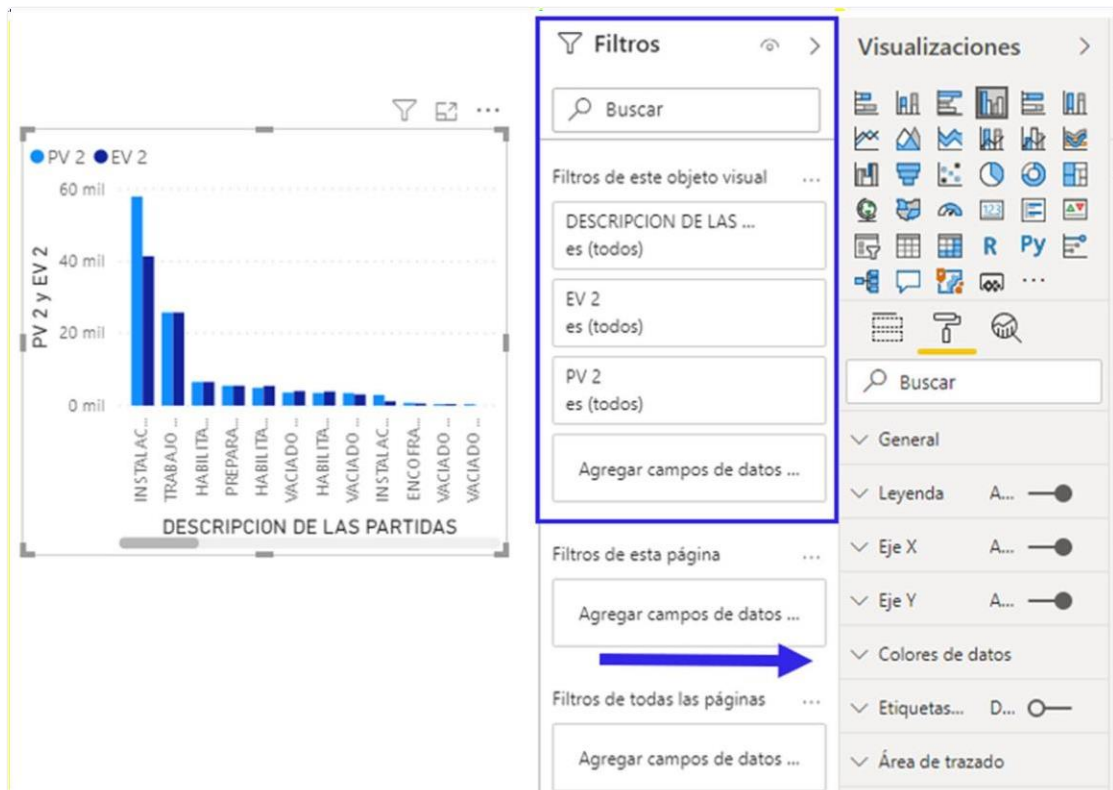 PV 2 EV 2
60 mil
40 mil
20 mil
0 mil
PV 2 y EV 2
INSTALAC...
TRABAJO ...
HABILITA...
PREPARA...
HABILITA...
VACIADO ...
HABILITA...
VACIADO ...
INSTALAC...
ENCOFRA...
VACIADO ...
VACIADO ...
DESCRIPCION DE LAS PARTIDAS
Filtros
Buscar
Filtros de este objeto visual ...
DESCRIPCION DE LAS ...
es (todos)
EV 2
es (todos)
PV 2
es (todos)
Agregar campos de datos ...
Filtros de esta página ...
Agregar campos de datos ...
Filtros de todas las páginas ...
Agregar campos de datos ...
Visualizaciones
123
R Py
Buscar
General
Leyenda A...
Eje X A...
Eje Y A...
Colores de datos
Etiquetas... D...
Área de trazado